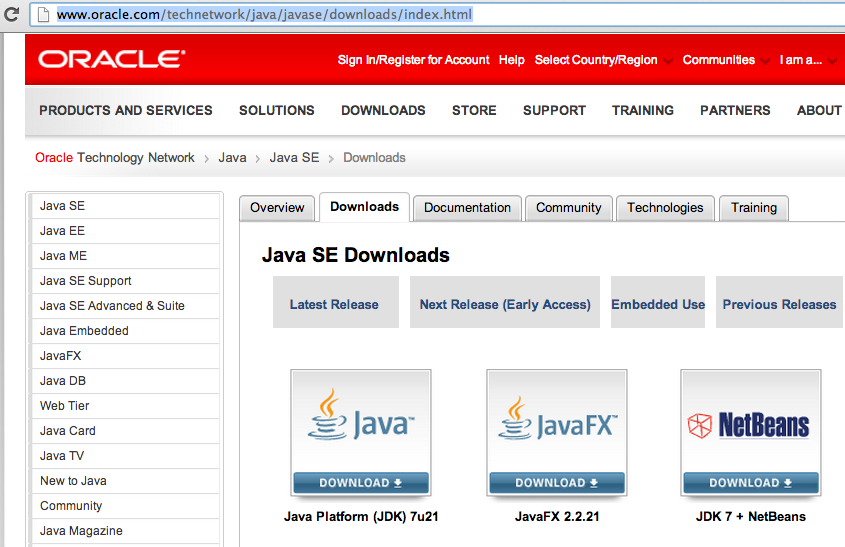 www.oracle.com/technetwork/java/javase/downloads/index.html
ORACLE® Sign In/Register for Account Help Select Country/Region Communities I am a...
PRODUCTS AND SERVICES SOLUTIONS DOWNLOADS STORE SUPPORT TRAINING PARTNERS ABOUT
Oracle Technology Network > Java > Java SE > Downloads
Java SE
Java EE
Java ME
Java SE Support
Java SE Advanced & Suite
Java Embedded
JavaFX
Java DB
Web Tier
Java Card
Java TV
New to Java
Community
Java Magazine
Overview Downloads Documentation Community Technologies Training
Java SE Downloads
Latest Release Next Release (Early Access) Embedded Use Previous Releases
Java™ JavaFX™ NetBeans
DOWNLOAD DOWNLOAD DOWNLOAD
Java Platform (JDK) 7u21 JavaFX 2.2.21 JDK 7 + NetBeans